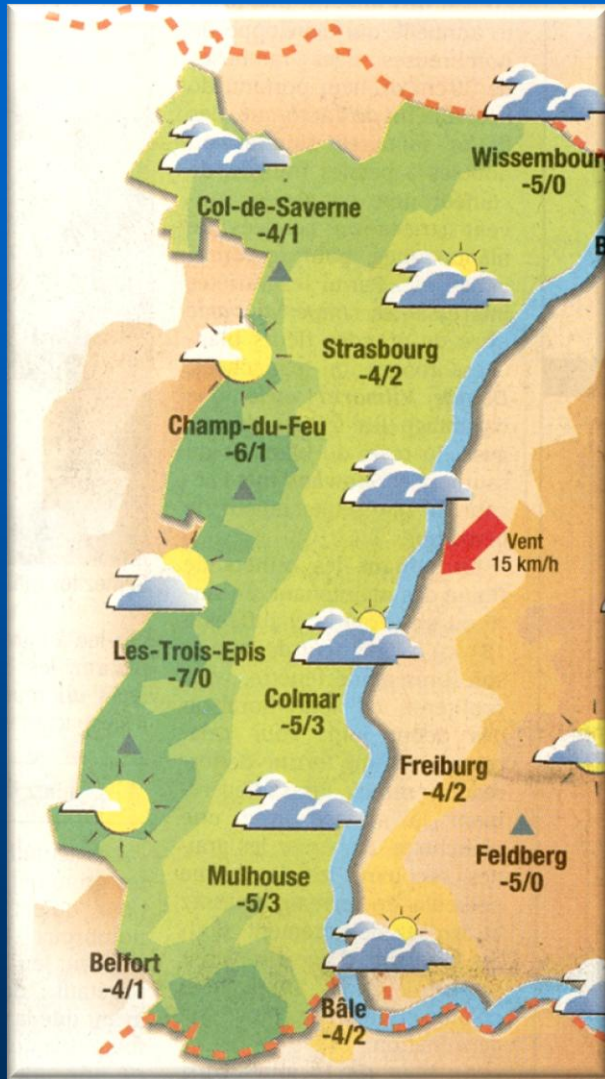 Wissembourg
-5/0
Col-de-Saverne
-4/1
B
Strasbourg
-4/2
Champ-du-Feu
-6/1
Vent
15 km/h
Les-Trois-Epis
-7/0
Colmar
-5/3
Freiburg
-4/2
Feldberg
-5/0
Mulhouse
-5/3
Belfort
-4/1
Bâle
-4/2